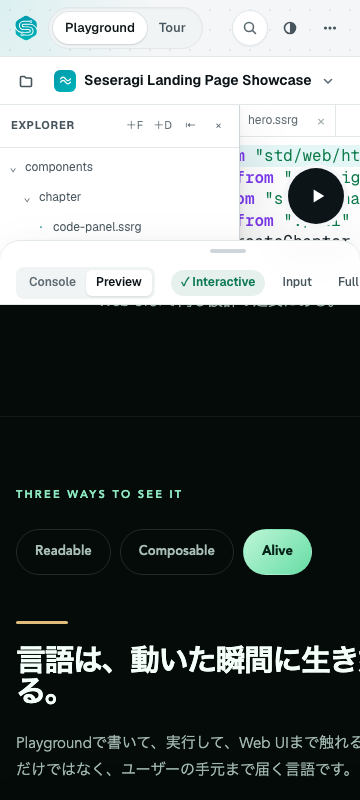 Playground Tour
Seseragi Landing Page Showcase
EXPLORER +F +D
hero.ssrg ×
components
chapter
code-panel.ssrg
"std/web/ht
from "
from "s
from "
Console Preview ✓ Interactive Input Full
THREE WAYS TO SEE IT
Readable Composable Alive
言語は、動いた瞬間に生き
る。
Playgroundで書いて、実行して、Web UIまで触れる
だけではなく、ユーザーの手元まで届く言語です。